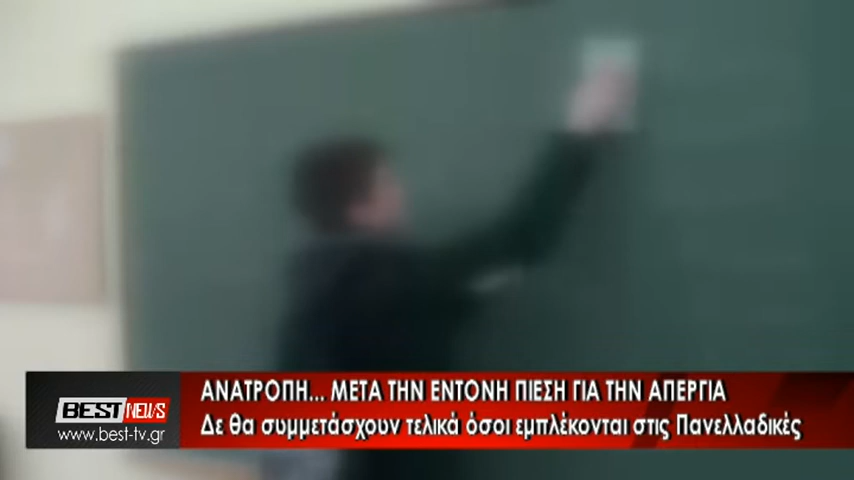 ΑΝΑΤΡΟΠΗ... ΜΕΤΑ ΤΗΝ ΕΝΤΟΝΗ ΠΙΕΣΗ ΓΙΑ ΤΗΝ ΑΠΕΡΓΙΑ
BEST NEWS
Δε θα συμμετάσχουν τελικά όσοι εμπλέκονται στις Πανελλαδικές
www.best-tv.gr